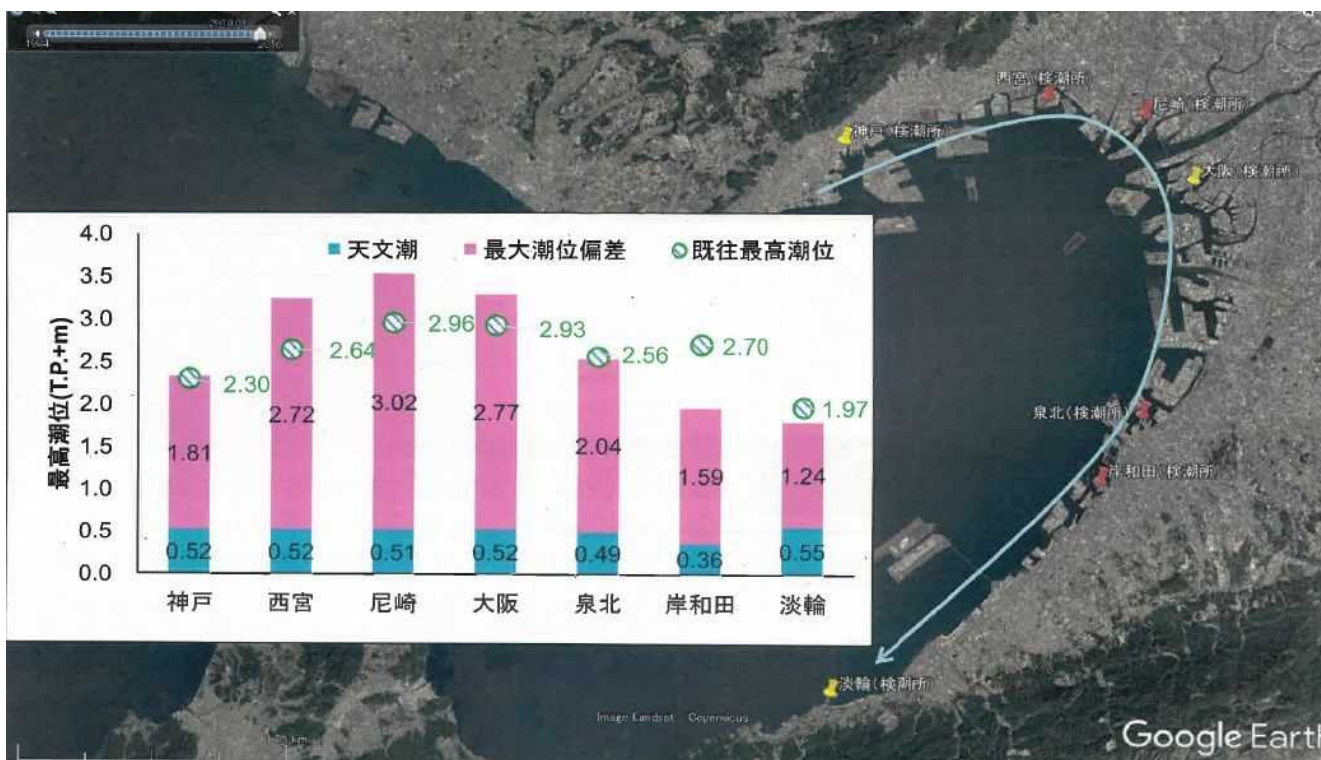 1984
2016
西宮(検潮所)
尼崎(検潮所)
神戸(検潮所)
大阪(検潮所)
泉北(検潮所)
岸和田(検潮所)
淡輪(検潮所)
最高潮位(T.P.+m)
4.0
3.5
3.0
2.5
2.0
1.5
1.0
0.5
0.0
天文潮 最大潮位偏差 既往最高潮位
2.30 2.64 2.96 2.93 2.56 2.70 1.97
1.81 2.72 3.02 2.77 2.04 1.59 1.24
0.52 0.52 0.51 0.52 0.49 0.36 0.55
神戸 西宮 尼崎 大阪 泉北 岸和田 淡輪
Image Landsat Copernicus
Google Earth